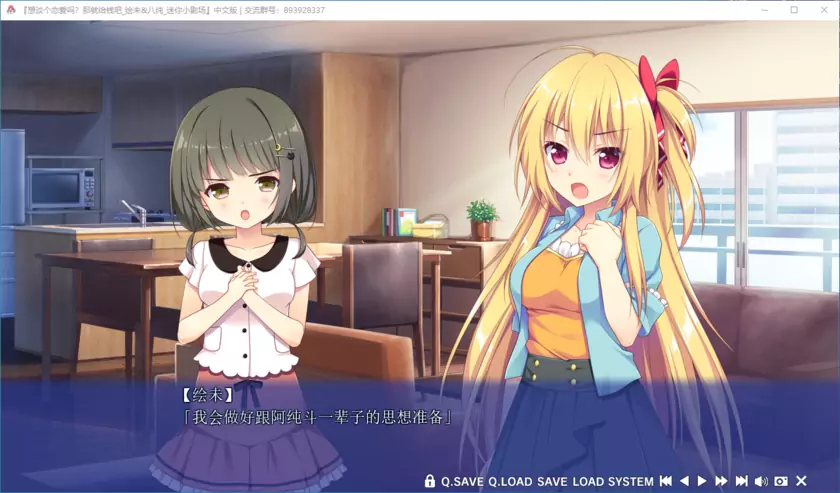 『想谈个恋爱吗?那就给钱吧_绘未&八纯_迷你小剧场』中文版 | 交流群号：893928337
【绘未】
「我会做好跟阿纯斗一辈子的思想准备」
Q.SAVE Q.LOAD SAVE LOAD SYSTEM